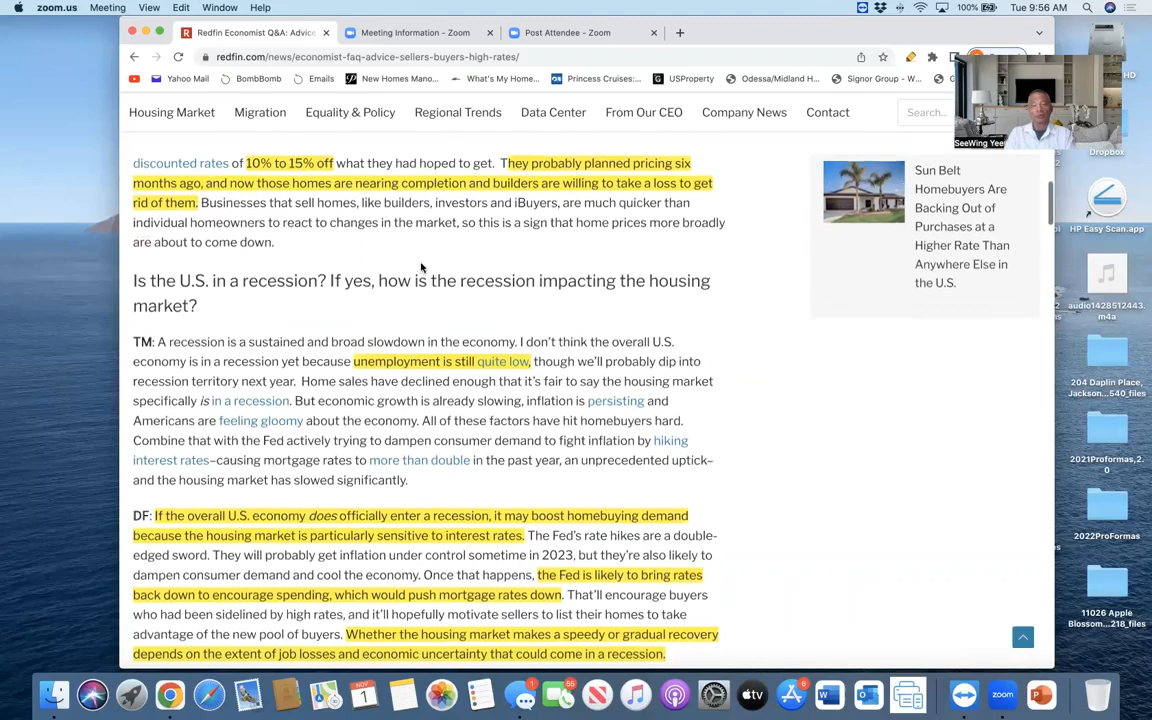 zoom.us Meeting View Edit Window Help
100% Tue 9:56 AM
Redfin Economist Q&A: Advice
Meeting Information - Zoom
Post Attendee - Zoom
redfin.com/news/economist-faq-advice-sellers-buyers-high-rates/
Yahoo Mail BombBomb Emails New Homes Mano... What's My Home... Princess Cruises:... USProperty Odessa/Midland H... Signor Group - W...
SeeWing Yee
HD
Dropbox
Housing Market Migration Equality & Policy Regional Trends Data Center From Our CEO Company News Contact Search...
discounted rates of 10% to 15% off what they had hoped to get. They probably planned pricing six
months ago, and now those homes are nearing completion and builders are willing to take a loss to get
rid of them. Businesses that sell homes, like builders, investors and iBuyers, are much quicker than
individual homeowners to react to changes in the market, so this is a sign that home prices more broadly
are about to come down.
Sun Belt
Homebuyers Are
Backing Out of
Purchases at a
Higher Rate Than
Anywhere Else in
the U.S.
Is the U.S. in a recession? If yes, how is the recession impacting the housing
market?
TM: A recession is a sustained and broad slowdown in the economy. I don't think the overall U.S.
economy is in a recession yet because unemployment is still quite low, though we'll probably dip into
recession territory next year. Home sales have declined enough that it's fair to say the housing market
specifically is in a recession. But economic growth is already slowing, inflation is persisting and
Americans are feeling gloomy about the economy. All of these factors have hit homebuyers hard.
Combine that with the Fed actively trying to dampen consumer demand to fight inflation by hiking
interest rates–causing mortgage rates to more than double in the past year, an unprecedented uptick–
and the housing market has slowed significantly.
DF: If the overall U.S. economy does officially enter a recession, it may boost homebuying demand
because the housing market is particularly sensitive to interest rates. The Fed's rate hikes are a double-
edged sword. They will probably get inflation under control sometime in 2023, but they're also likely to
dampen consumer demand and cool the economy. Once that happens, the Fed is likely to bring rates
back down to encourage spending, which would push mortgage rates down. That'll encourage buyers
who had been sidelined by high rates, and it'll hopefully motivate sellers to list their homes to take
advantage of the new pool of buyers. Whether the housing market makes a speedy or gradual recovery
depends on the extent of job losses and economic uncertainty that could come in a recession.
HP Easy Scan.app
audio1428512443.
m4a
204 Daplin Place,
Jackson...540_files
2021Proformas,2.
0
2022ProFormas
11026 Apple
Blossom...218_files
NOV
1
1
55
6
tv
W
zoom
P